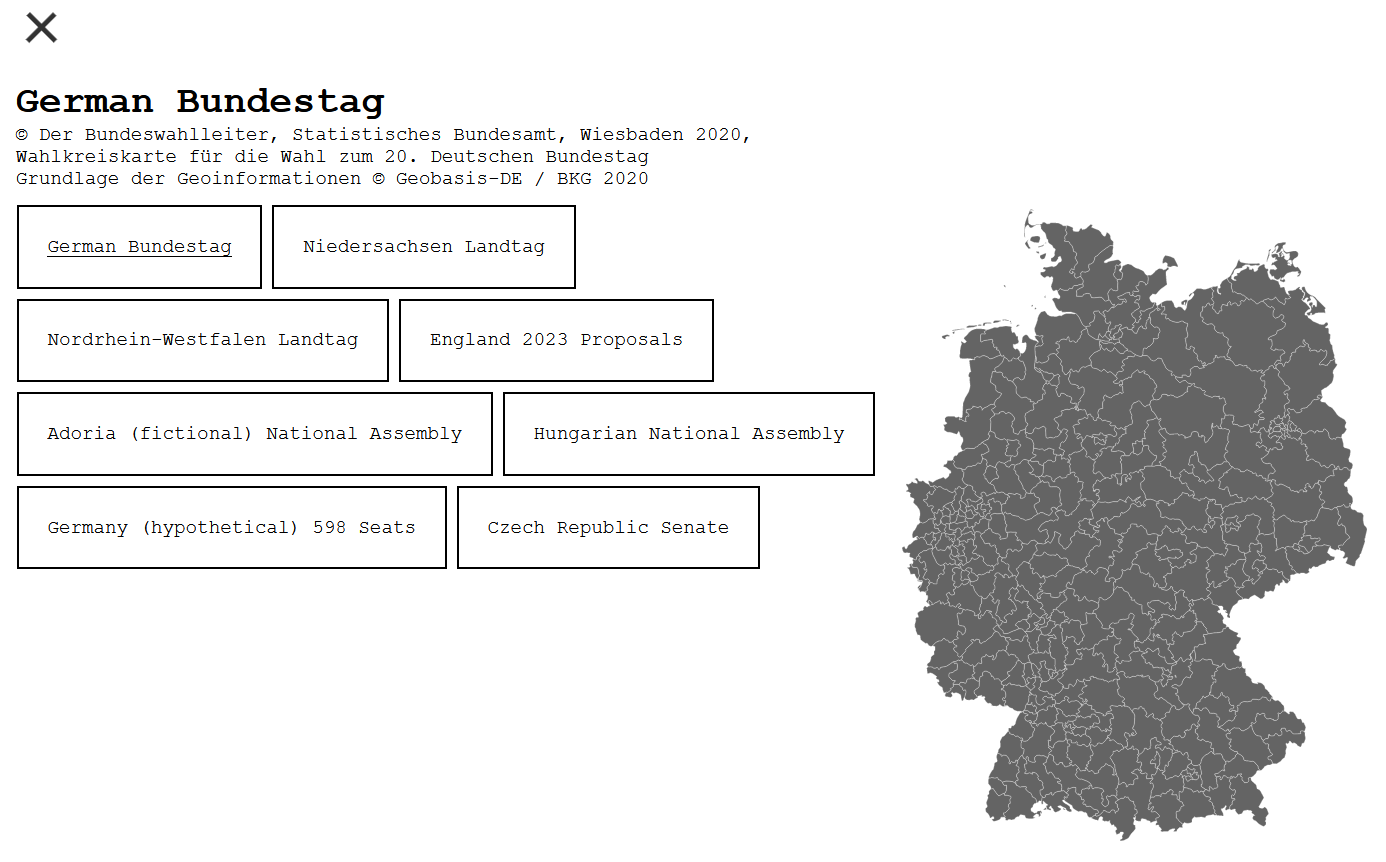 German Bundestag
© Der Bundeswahlleiter, Statistisches Bundesamt, Wiesbaden 2020,
Wahlkreiskarte für die Wahl zum 20. Deutschen Bundestag
Grundlage der Geoinformationen © Geobasis-DE / BKG 2020
German Bundestag
Niedersachsen Landtag
Nordrhein-Westfalen Landtag
England 2023 Proposals
Adoria (fictional) National Assembly
Hungarian National Assembly
Germany (hypothetical) 598 Seats
Czech Republic Senate